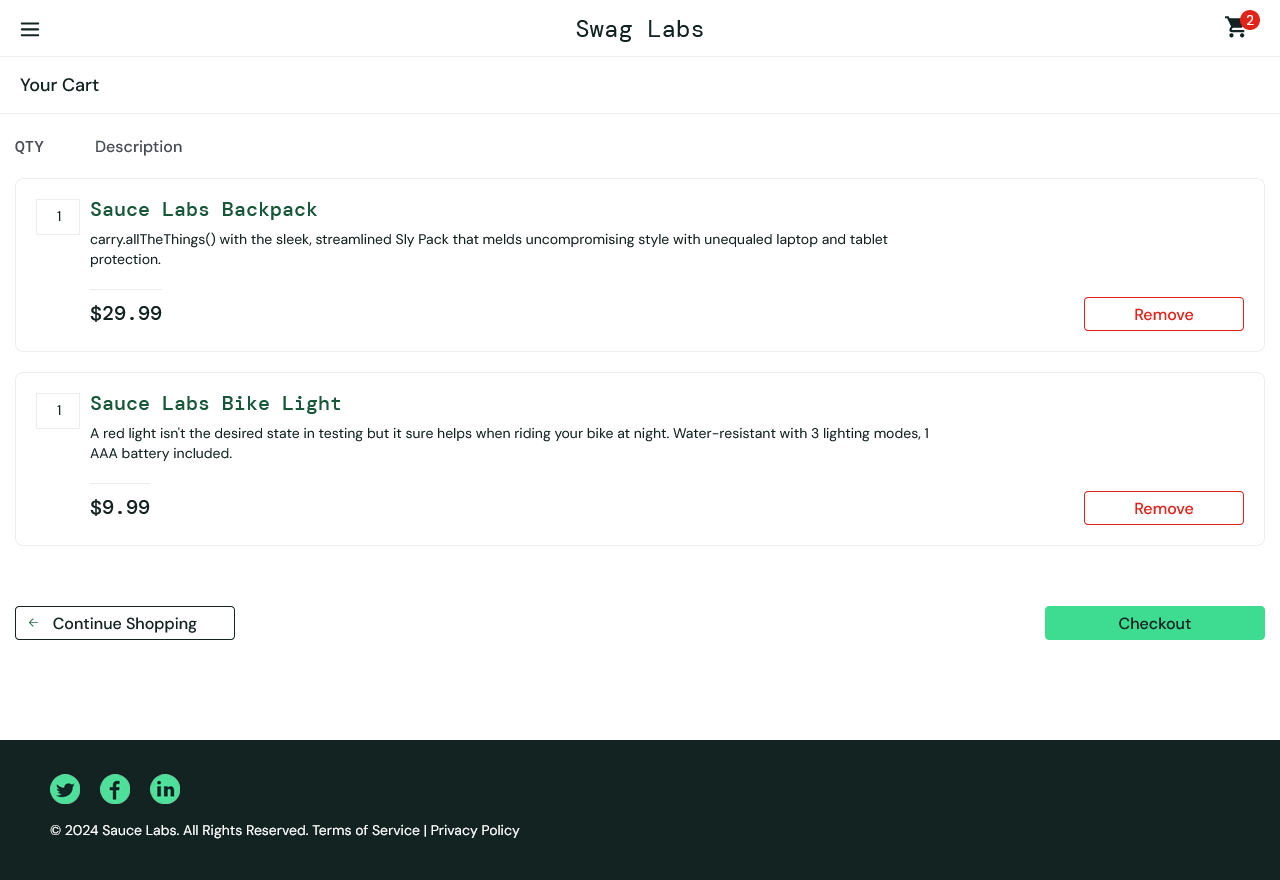 Swag Labs
2
Your Cart
QTY Description
1
Sauce Labs Backpack
carry.allTheThings() with the sleek, streamlined Sly Pack that melds uncompromising style with unequaled laptop and tablet
protection.
$29.99
Remove
1
Sauce Labs Bike Light
A red light isn't the desired state in testing but it sure helps when riding your bike at night. Water-resistant with 3 lighting modes, 1
AAA battery included.
$9.99
Remove
Continue Shopping
Checkout
© 2024 Sauce Labs. All Rights Reserved. Terms of Service | Privacy Policy